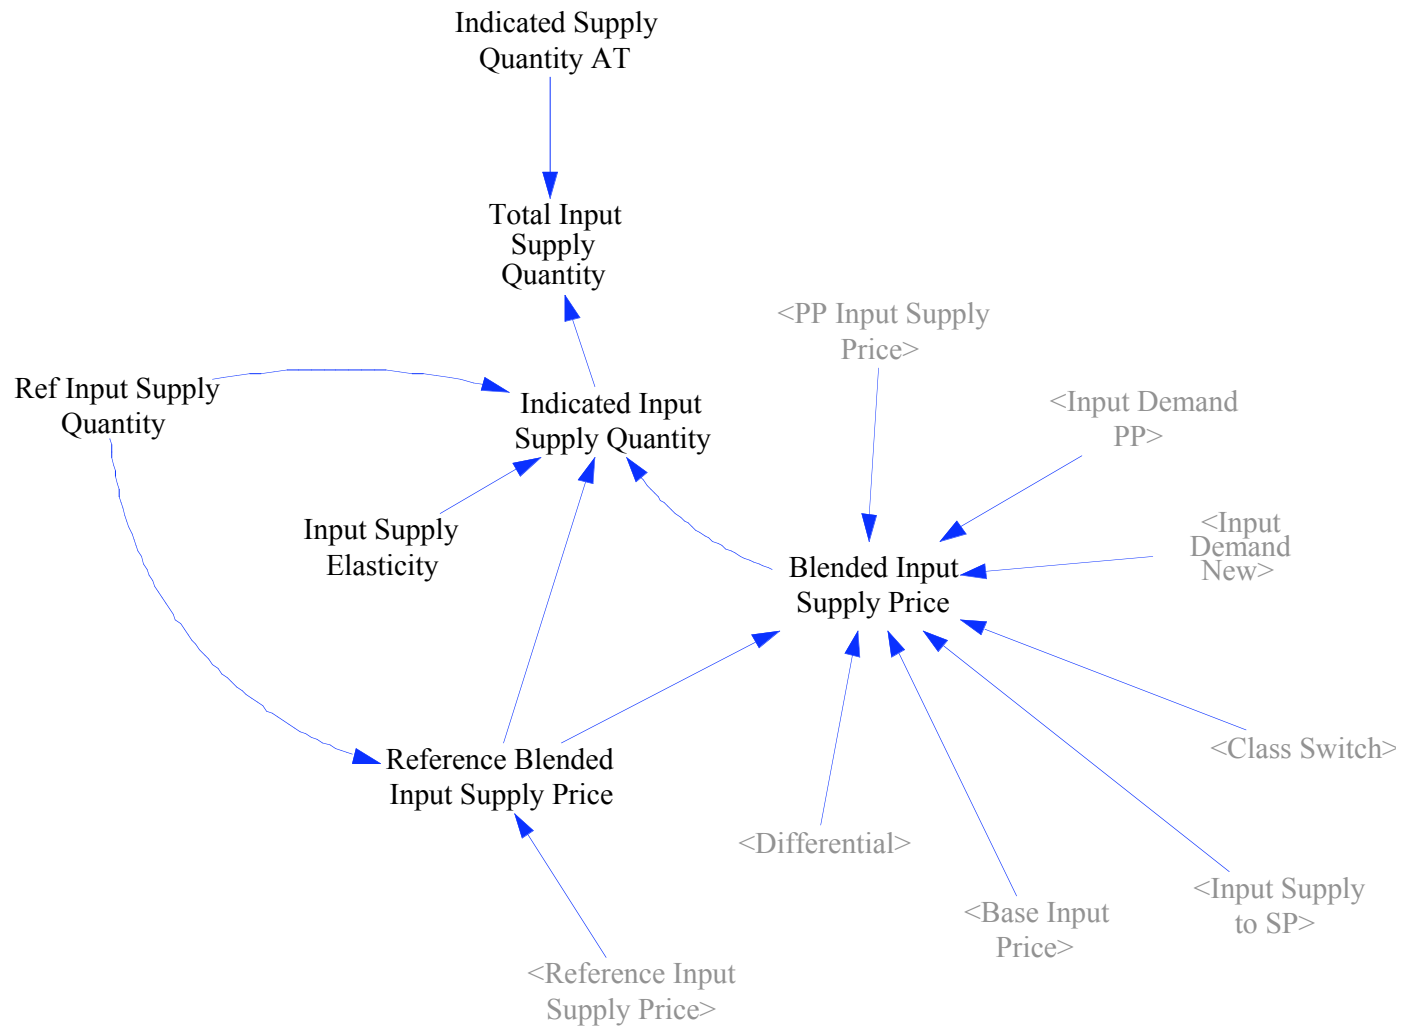 Indicated Supply
Quantity AT
Total Input
Supply
Quantity
<PP Input Supply
Price>
Ref Input Supply
Quantity
Indicated Input
Supply Quantity
<Input Demand
PP>
Input Supply
Elasticity
<Input
Demand
New>
Blended Input
Supply Price
Reference Blended
Input Supply Price
<Class Switch>
<Differential>
<Input Supply
to SP>
<Base Input
Price>
<Reference Input
Supply Price>